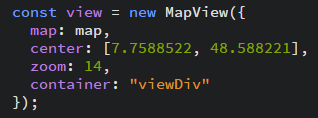 const view = new MapView({
  map: map,
  center: [7.7588522, 48.588221],
  zoom: 14,
  container: "viewDiv"
});